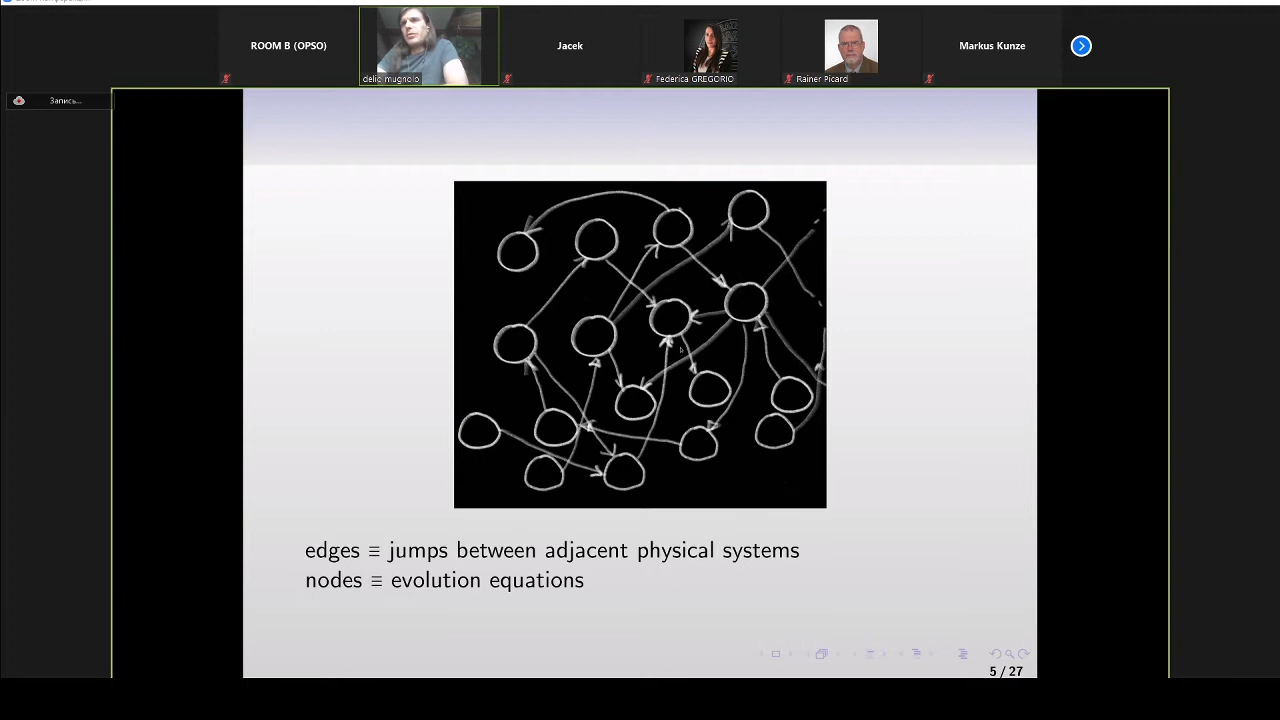 ROOM B (OPSO)
delio mugnolo
Jacek
Federica GREGORIO
Rainer Picard
Markus Kunze
Запись...
edges ≡ jumps between adjacent physical systems
nodes ≡ evolution equations
5 / 27